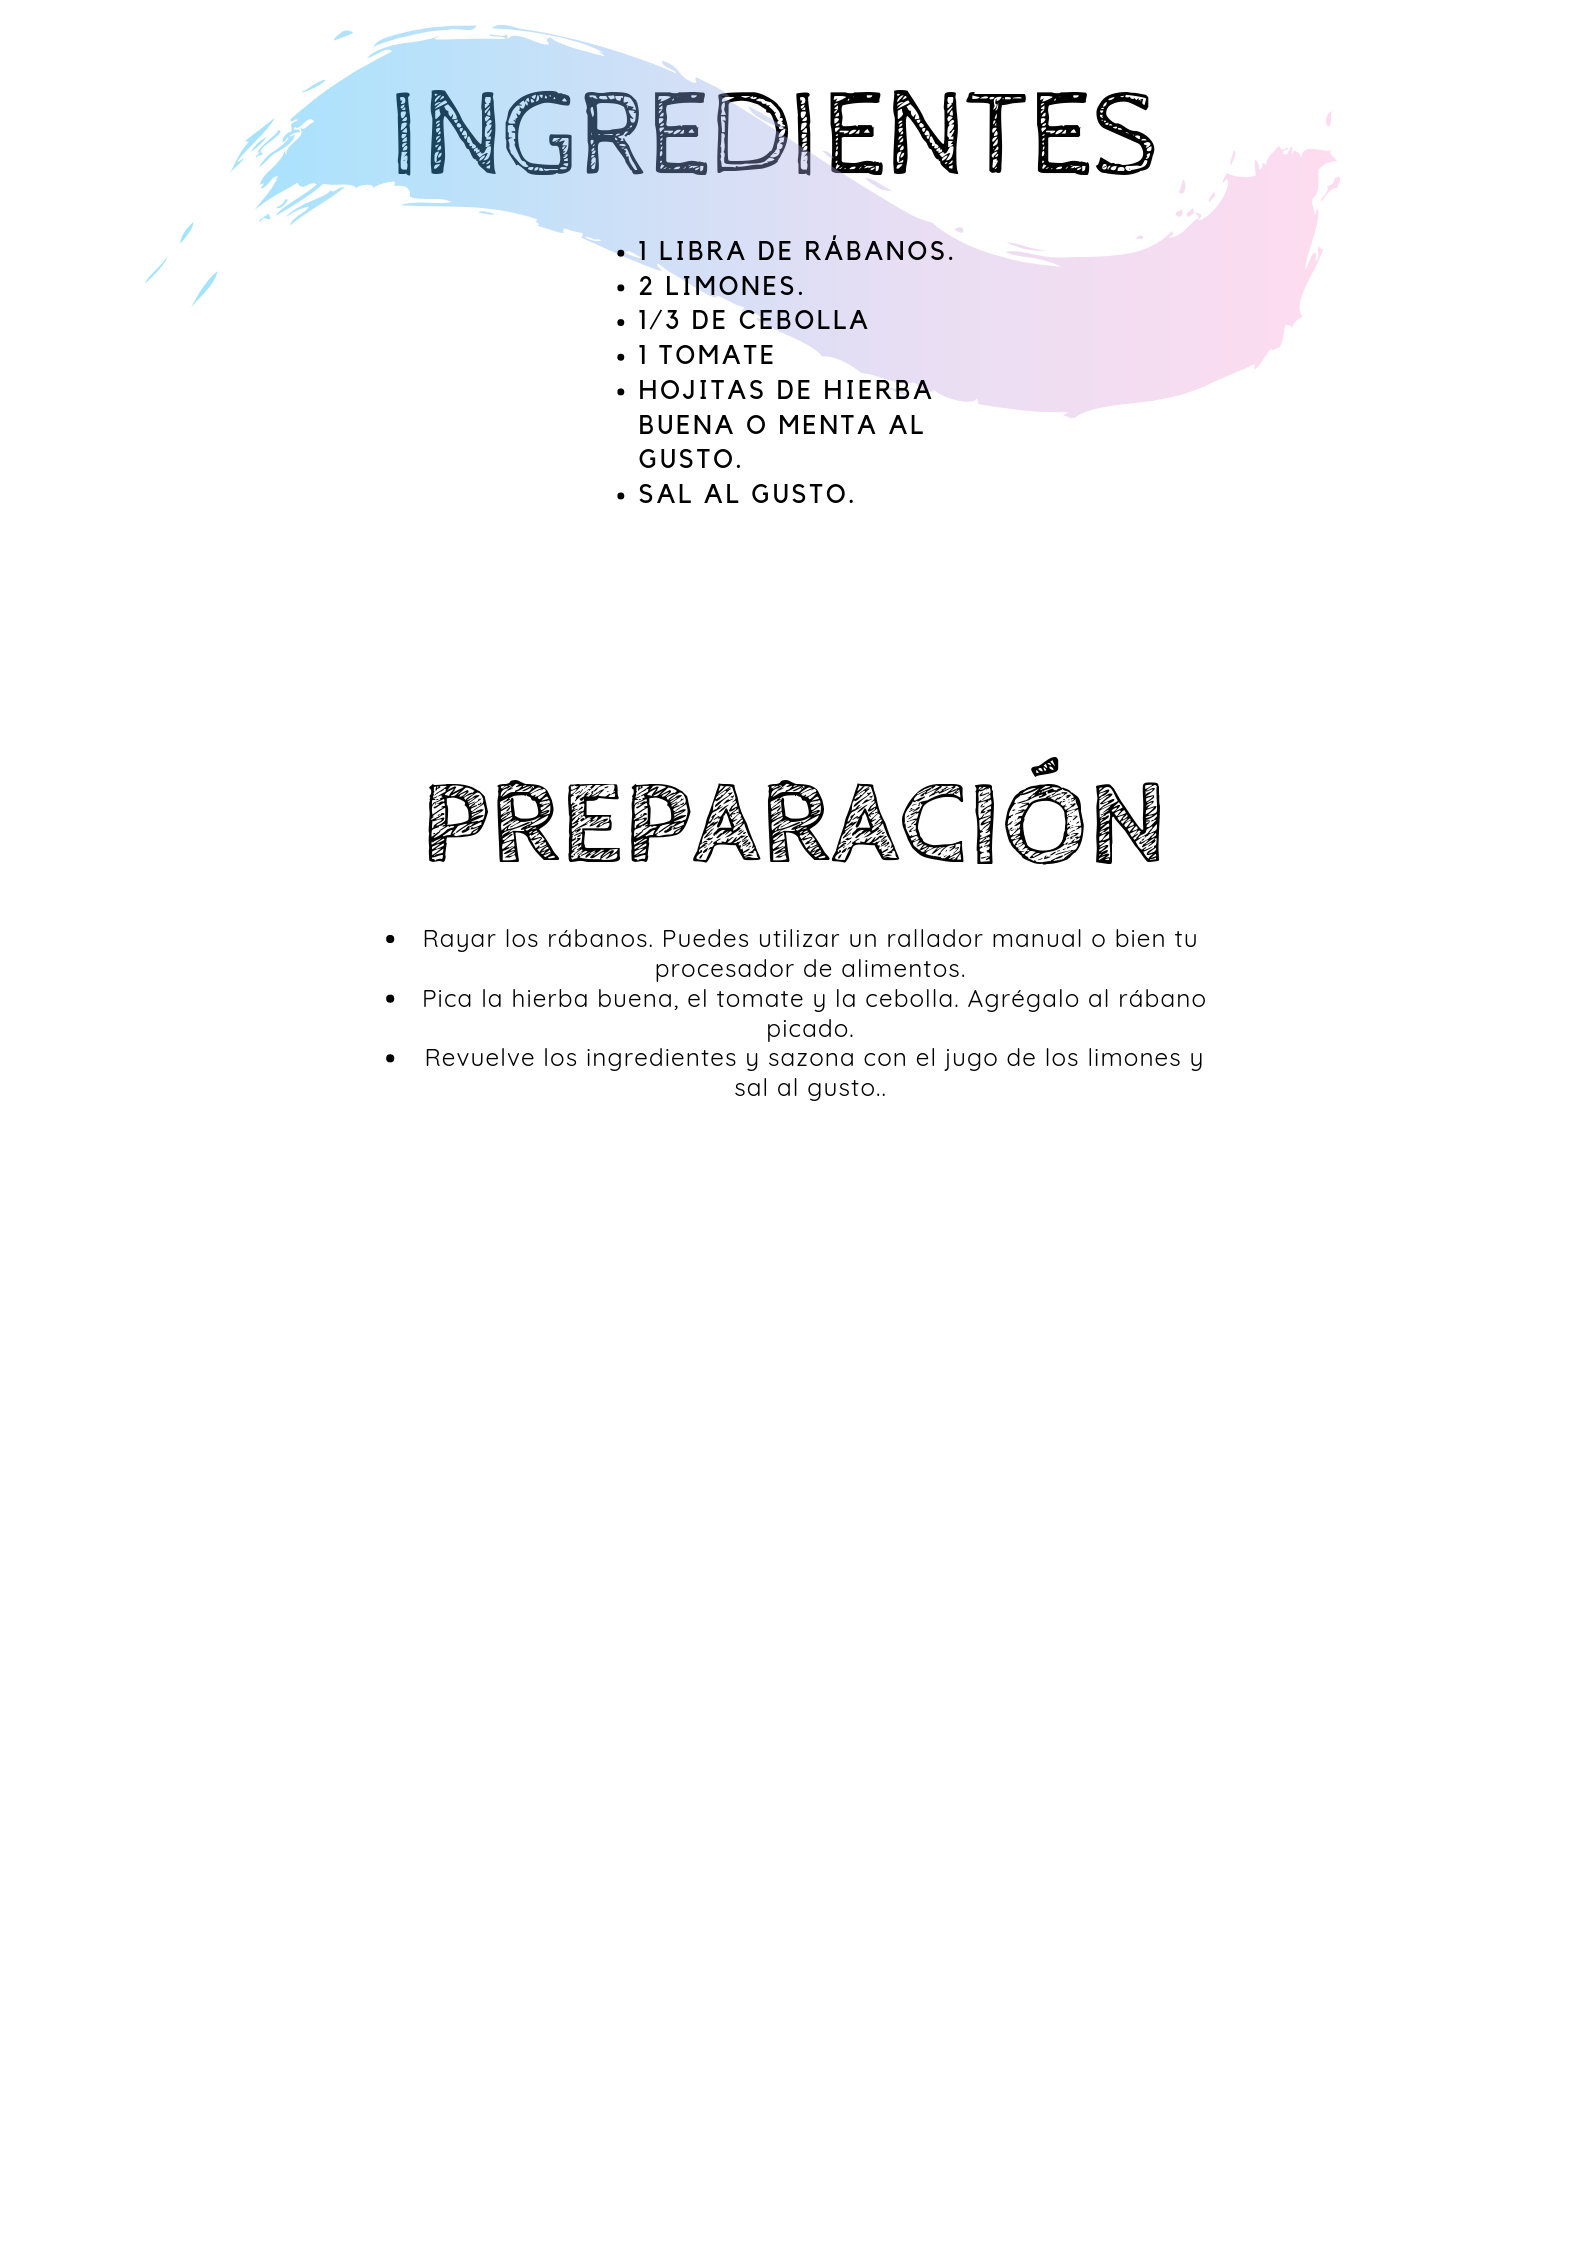 INGREDIENTES
• 1 LIBRA DE RÁBANOS.
• 2 LIMONES.
• 1/3 DE CEBOLLA
• 1 TOMATE
• HOJITAS DE HIERBA
BUENA O MENTA AL
GUSTO.
• SAL AL GUSTO.
PREPARACIÓN
• Rayar los rábanos. Puedes utilizar un rallador manual o bien tu
procesador de alimentos.
• Pica la hierba buena, el tomate y la cebolla. Agrégalo al rábano
picado.
• Revuelve los ingredientes y sazona con el jugo de los limones y
sal al gusto..